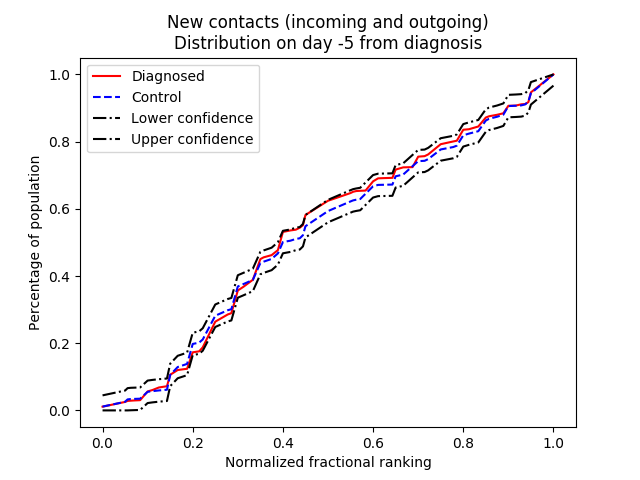 New contacts (incoming and outgoing)
Distribution on day -5 from diagnosis
Diagnosed
Control
Lower confidence
Upper confidence
Percentage of population
1.0
0.8
0.6
0.4
0.2
0.0
0.0 0.2 0.4 0.6 0.8 1.0
Normalized fractional ranking